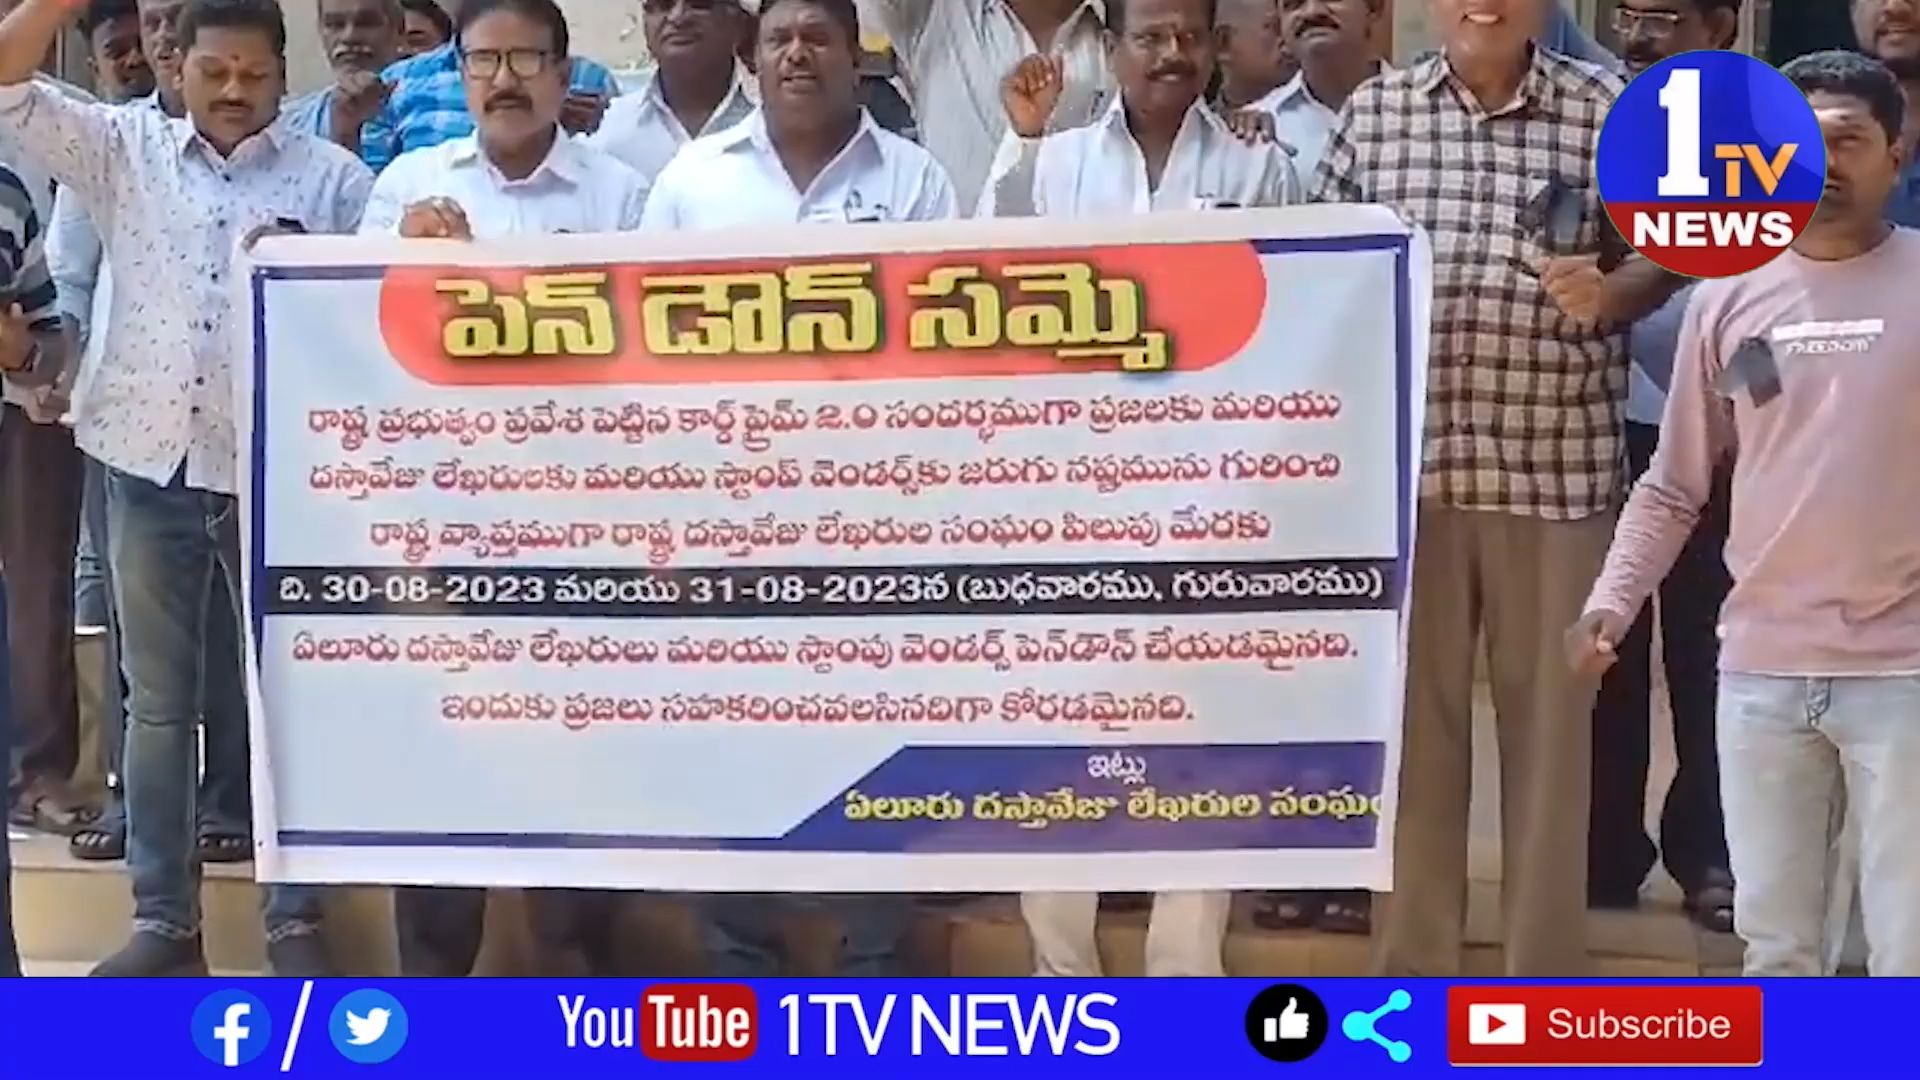 1TV
NEWS
పెన్ డౌన్ సమ్మె
రాష్ట్ర ప్రభుత్వం ప్రవేశ పెట్టిన కార్డ్ ప్రైమ్ 2.0 సందర్భముగా ప్రజలకు మరియు
దస్తావేజు లేఖరులకు మరియు స్టాంప్ వెండర్స్‌కు జరుగు నష్టమును గురించి
రాష్ట్ర వ్యాప్తముగా రాష్ట్ర దస్తావేజు లేఖరుల సంఘం పిలుపు మేరకు
ది. 30-08-2023 మరియు 31-08-2023న (బుధవారము, గురువారము)
ఏలూరు దస్తావేజు లేఖరులు మరియు స్టాంపు వెండర్స్ పెన్‌డౌన్ చేయడమైనది.
ఇందుకు ప్రజలు సహకరించవలసినదిగా కోరడమైనది.
ఇట్లు
ఏలూరు దస్తావేజు లేఖరుల సంఘం
YouTube 1TV NEWS
Subscribe